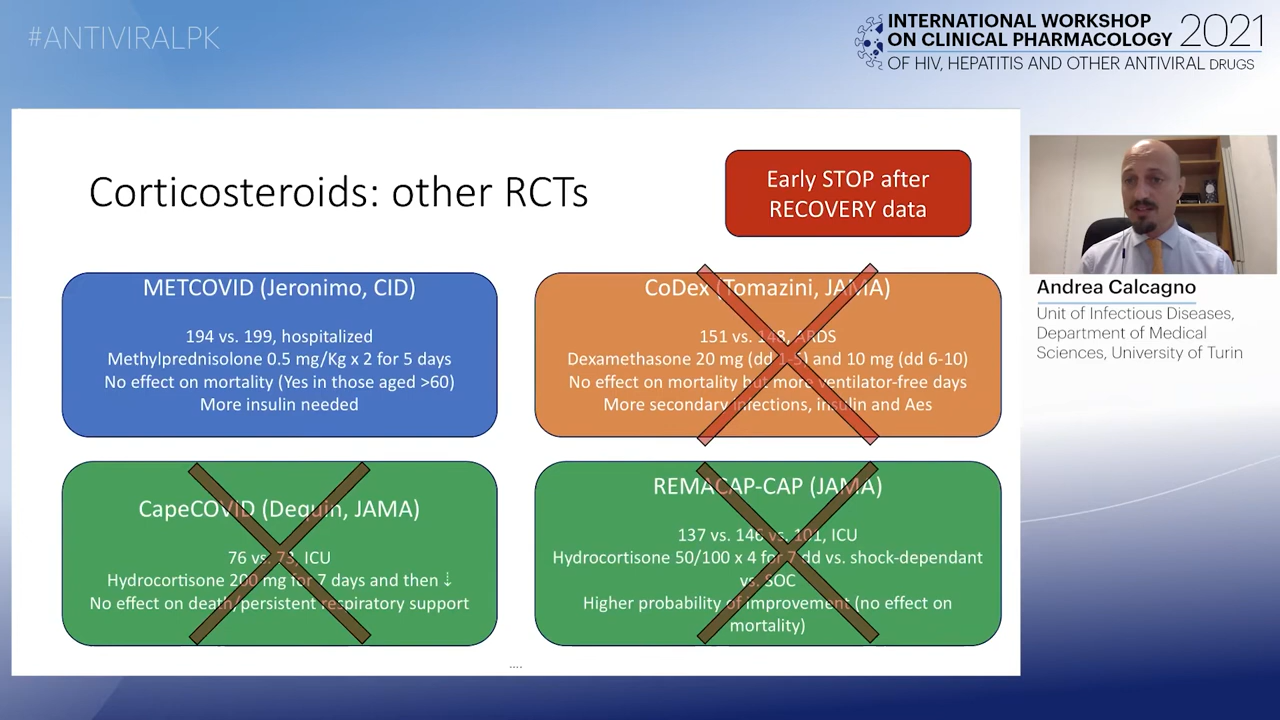 #ANTIVIRALPK
INTERNATIONAL WORKSHOP
ON CLINICAL PHARMACOLOGY 2021
OF HIV, HEPATITIS AND OTHER ANTIVIRAL DRUGS
Corticosteroids: other RCTs
Early STOP after
RECOVERY data
METCOVID (Jeronimo, CID)
194 vs. 199, hospitalized
Methylprednisolone 0.5 mg/Kg x 2 for 5 days
No effect on mortality (Yes in those aged >60)
More insulin needed
CoDex (Tomazini, JAMA)
151 vs. 148, ARDS
Dexamethasone 20 mg (dd 1-5) and 10 mg (dd 6-10)
No effect on mortality but more ventilator-free days
More secondary infections, insulin and Aes
CapeCOVID (Dequin, JAMA)
76 vs. 73, ICU
Hydrocortisone 200 mg for 7 days and then ↓
No effect on death/persistent respiratory support
REMACAP-CAP (JAMA)
137 vs. 146 vs. 101, ICU
Hydrocortisone 50/100 x 4 for 7 dd vs. shock-dependant
vs. SOC
Higher probability of improvement (no effect on
mortality)
....
Andrea Calcagno
Unit of Infectious Diseases,
Department of Medical
Sciences, University of Turin